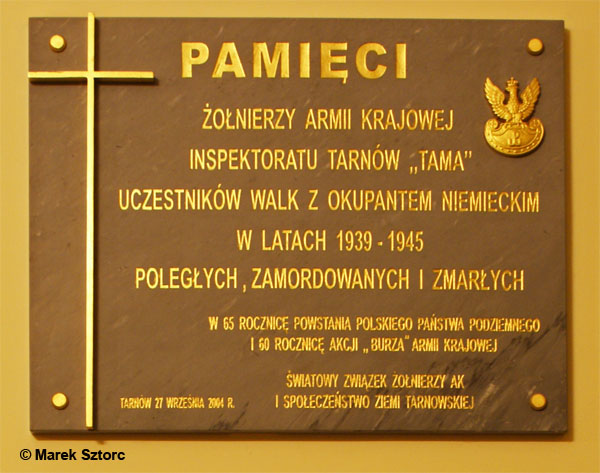 PAMIĘCI
ŻOŁNIERZY ARMII KRAJOWEJ
INSPEKTORATU TARNÓW „TAMA”
UCZESTNIKÓW WALK Z OKUPANTEM NIEMIECKIM
W LATACH 1939 - 1945
POLEGŁYCH, ZAMORDOWANYCH I ZMARŁYCH
W 65 ROCZNICĘ POWSTANIA POLSKIEGO PAŃSTWA PODZIEMNEGO
I 60 ROCZNICĘ AKCJI „BURZA” ARMII KRAJOWEJ
ŚWIATOWY ZWIĄZEK ŻOŁNIERZY AK
I SPOŁECZEŃSTWO ZIEMI TARNOWSKIEJ
TARNÓW 27 WRZEŚNIA 2004 R.
© Marek Sztorc